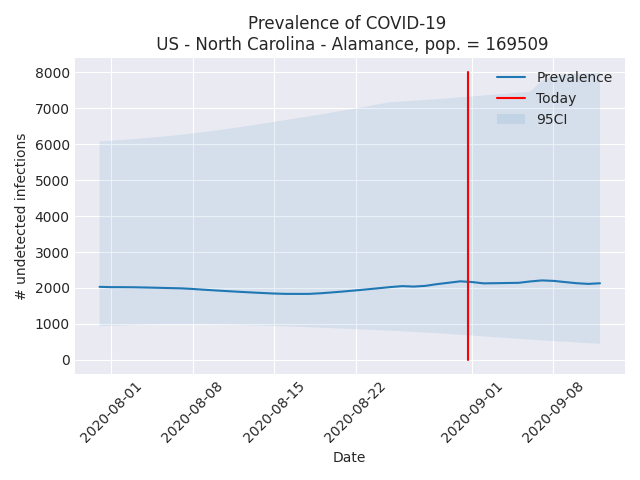 Prevalence of COVID-19
US - North Carolina - Alamance, pop. = 169509
Prevalence
Today
95CI
8000
7000
6000
5000
4000
3000
2000
1000
0
# undetected infections
2020-08-01
2020-08-08
2020-08-15
2020-08-22
2020-09-01
2020-09-08
Date